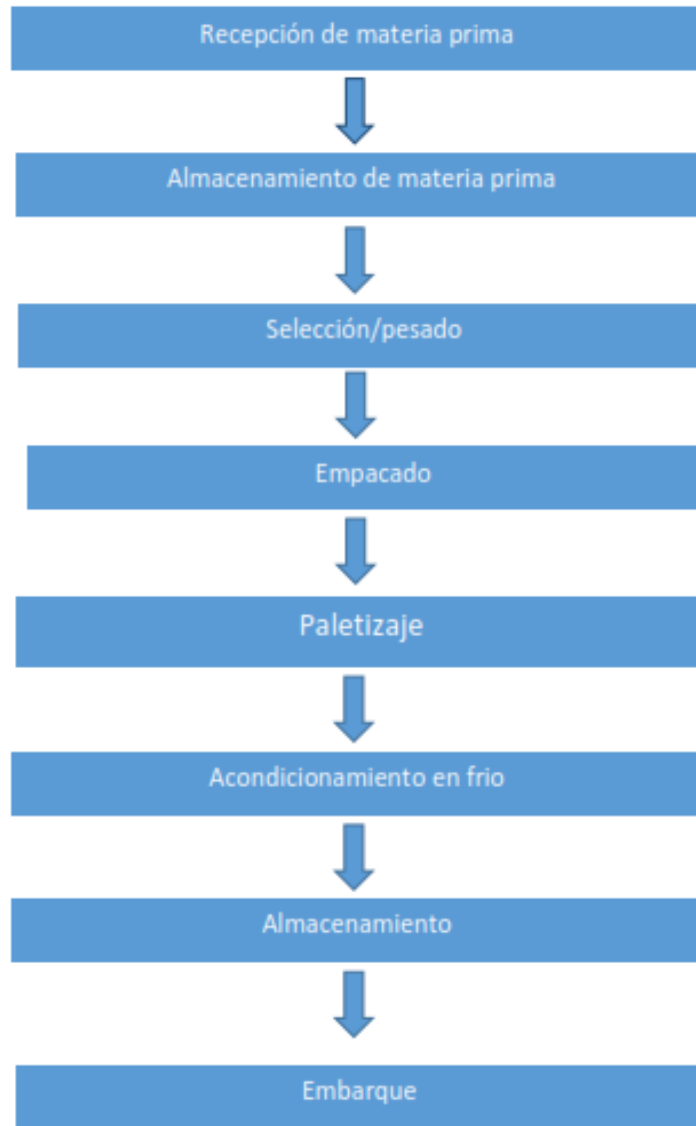 Recepción de materia prima
Almacenamiento de materia prima
Selección/pesado
Empacado
Paletizaje
Acondicionamiento en frio
Almacenamiento
Embarque